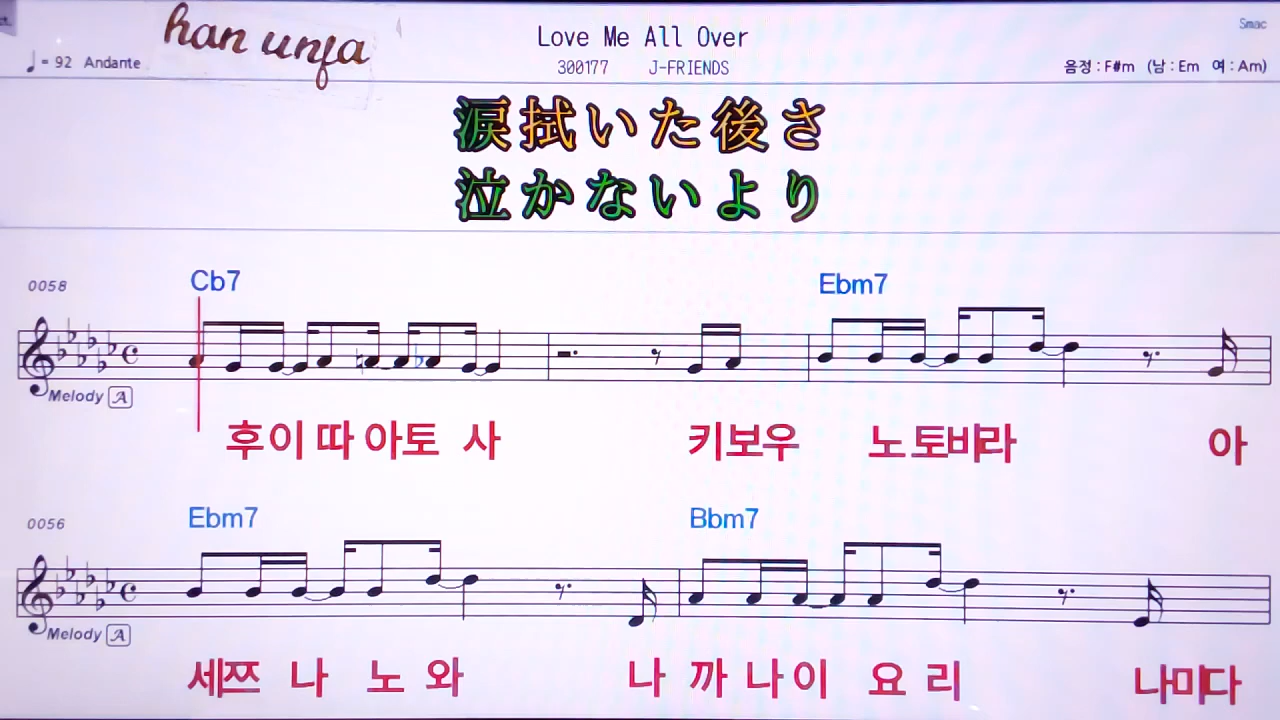 han unfa
Love Me All Over
Smac
♩= 92 Andante
300177 J-FRIENDS
음정 : F#m (남 : Em 여 : Am)
涙拭いた後さ
泣かないより
0058
Cb7 Ebm7
Melody A
후이 따 아토 사 키보우 노토비라 아
0056
Ebm7 Bbm7
Melody A
세쯔 나 노 와 나 까 나 이 요 리 나미다